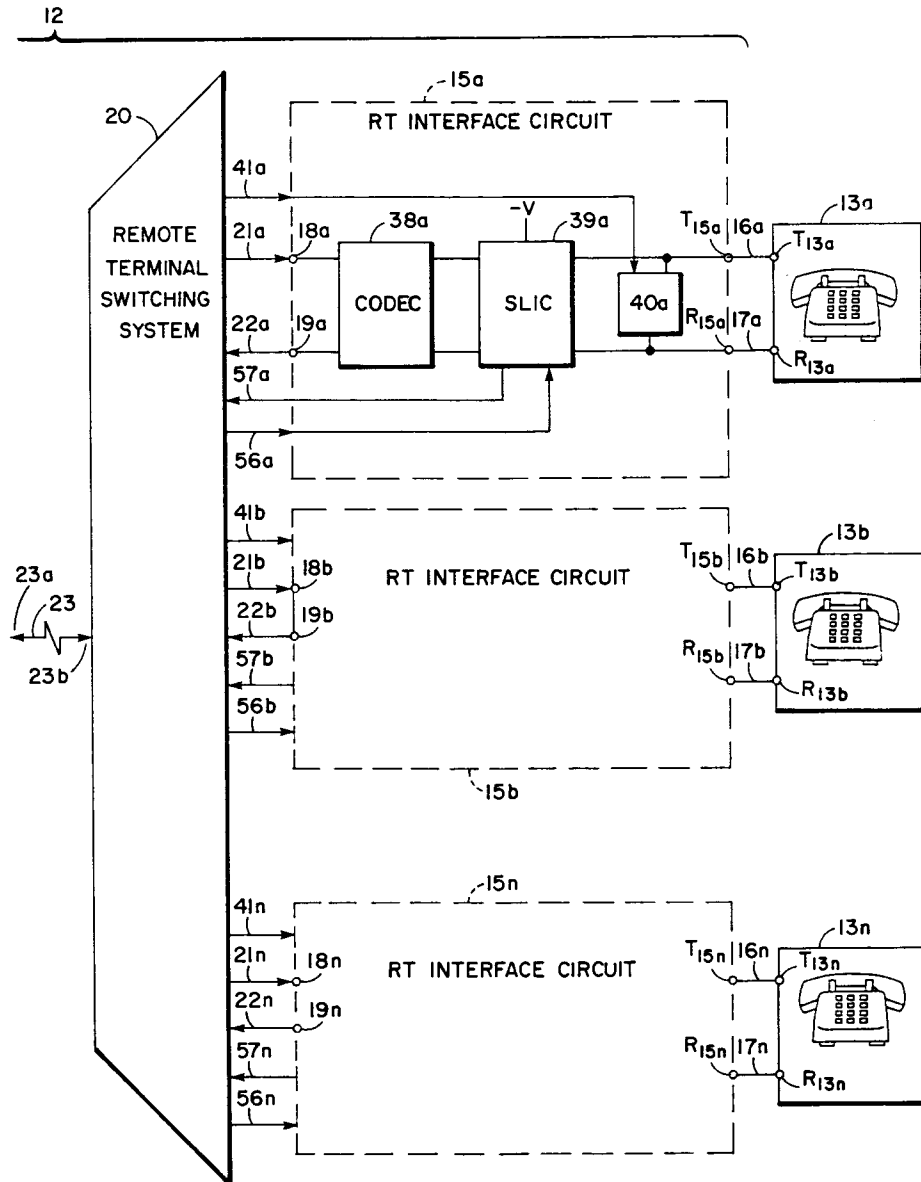 12
20
REMOTE
TERMINAL
SWITCHING
SYSTEM
23a
23
23b
15a
RT INTERFACE CIRCUIT
41a
21a
18a
38a
CODEC
-V
39a
SLIC
40a
22a
19a
57a
56a
T15a
16a
13a
T13a
R15a
17a
R13a
41b
21b
18b
22b
19b
57b
56b
RT INTERFACE CIRCUIT
15b
T15b
16b
13b
T13b
R15b
17b
R13b
15n
41n
21n
18n
22n
19n
57n
56n
RT INTERFACE CIRCUIT
T15n
16n
13n
T13n
R15n
17n
R13n